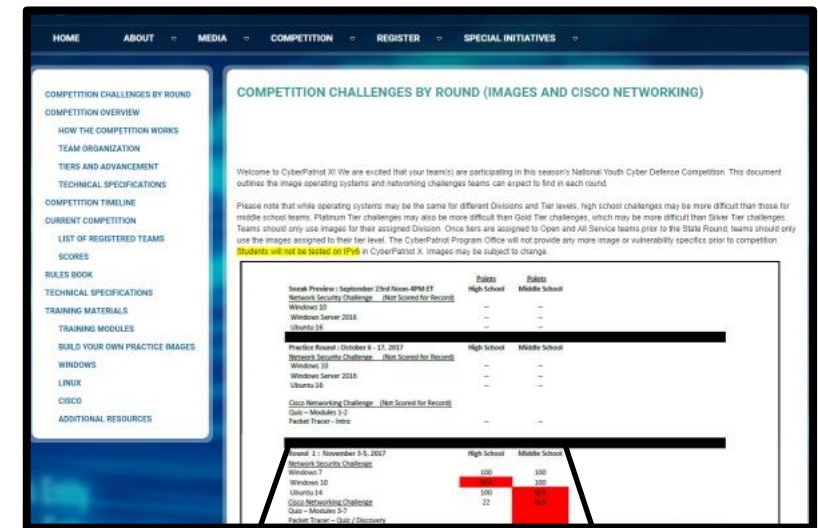 HOME ABOUT MEDIA COMPETITION REGISTER SPECIAL INITIATIVES
COMPETITION CHALLENGES BY ROUND
COMPETITION OVERVIEW
HOW THE COMPETITION WORKS
TEAM ORGANIZATION
TIERS AND ADVANCEMENT
TECHNICAL SPECIFICATIONS
COMPETITION TIMELINE
CURRENT COMPETITION
LIST OF REGISTERED TEAMS
SCORES
RULES BOOK
TECHNICAL SPECIFICATIONS
TRAINING MATERIALS
TRAINING MODULES
BUILD YOUR OWN PRACTICE IMAGES
WINDOWS
LINUX
CISCO
ADDITIONAL RESOURCES
COMPETITION CHALLENGES BY ROUND (IMAGES AND CISCO NETWORKING)
Welcome to CyberPatriot X! We are excited that your team(s) are participating in this season's National Youth Cyber Defense Competition. This document
outlines the image operating systems and networking challenges teams can expect to find in each round.
Please note that while operating systems may be the same for different Divisions and Tier levels, high school challenges may be more difficult than those for
middle school teams. Platinum Tier challenges may also be more difficult than Gold Tier challenges, which may be more difficult than Silver Tier challenges.
Teams should only use images for their assigned Division. Once tiers are assigned to Open and All Service teams prior to the State Round, teams should only
use the images assigned to their tier level. The CyberPatriot Program Office will not provide any more image or vulnerability specifics prior to competition.
Students will not be tested on IPv6 in CyberPatriot X. Images may be subject to change.
Points Points
Sneak Preview : September 23rd Noon-4PM ET High School Middle School
Network Security Challenge (Not Scored for Record)
Windows 10 -- --
Windows Server 2016 -- --
Ubuntu 16 -- --
Practice Round : October 6 - 17, 2017 High School Middle School
Network Security Challenge (Not Scored for Record)
Windows 10 -- --
Windows Server 2016 -- --
Ubuntu 16 -- --
Cisco Networking Challenge (Not Scored for Record)
Quiz – Modules 1-2
Packet Tracer - Intro -- --
Round 1 : November 3-5, 2017 High School Middle School
Network Security Challenge
Windows 7 100 100
Windows 10 N/A 100
Ubuntu 14 100 N/A
Cisco Networking Challenge 22 N/A
Quiz – Modules 5-7
Packet Tracer – Quiz / Discovery